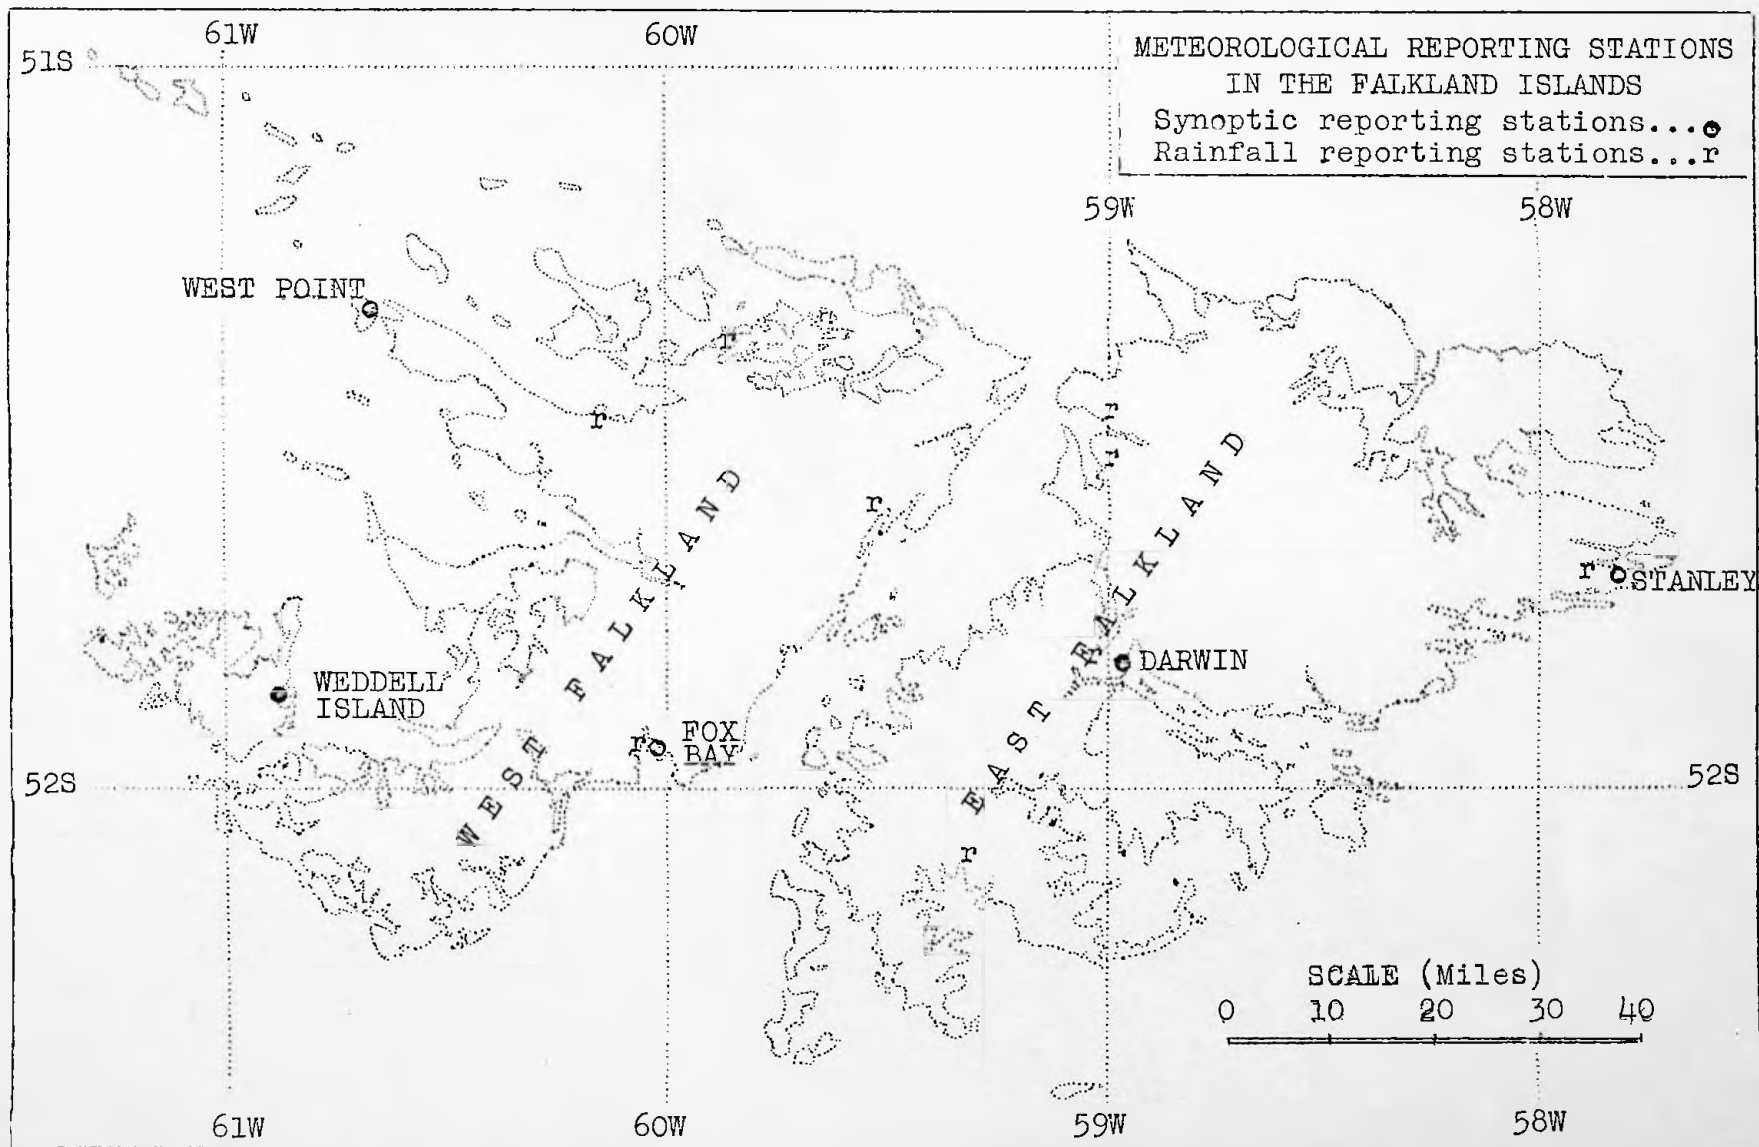 61W
60W
51S
METEOROLOGICAL REPORTING STATIONS
IN THE FALKLAND ISLANDS
Synoptic reporting stations...o
Rainfall reporting stations...r
59W
58W
WEST POINT
r
r
r
WEST FALKLAND
EAST FALKLAND
r
STANLEY
DARWIN
WEDDELL
ISLAND
r
FOX
BAY
52S
52S
r
SCALE (Miles)
0 10 20 30 40
61W
60W
59W
58W